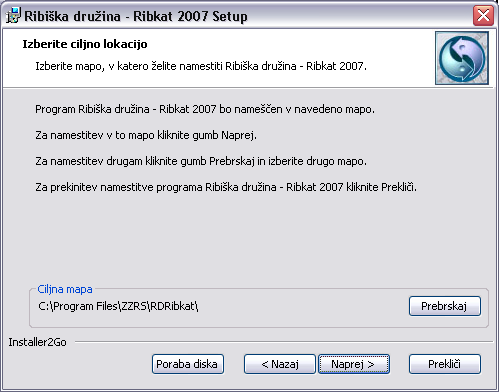 Ribiška družina - Ribkat 2007 Setup
Izberite ciljno lokacijo
Izberite mapo, v katero želite namestiti Ribiška družina - Ribkat 2007.
Program Ribiška družina - Ribkat 2007 bo nameščen v navedeno mapo.
Za namestitev v to mapo kliknite gumb Naprej.
Za namestitev drugam kliknite gumb Prebrskaj in izberite drugo mapo.
Za prekinitev namestitve programa Ribiška družina - Ribkat 2007 kliknite Prekliči.
Ciljna mapa
C:\Program Files\ZZRS\RDRibkat\ Prebrskaj
Installer2Go
Poraba diska < Nazaj Naprej > Prekliči